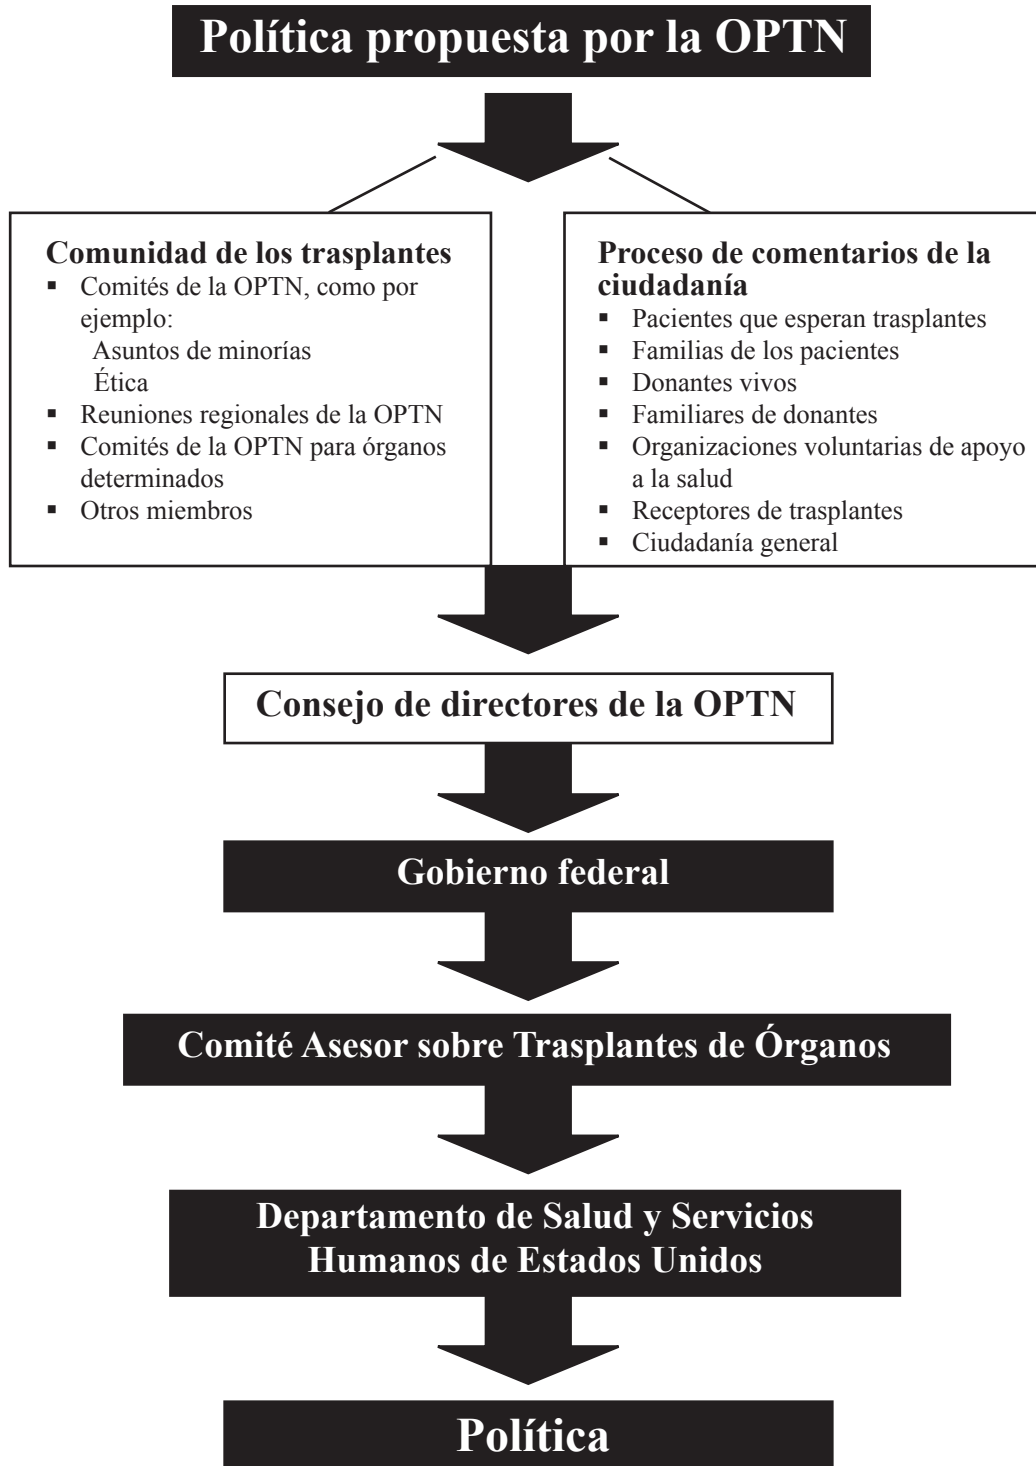 Política propuesta por la OPTN
Comunidad de los trasplantes
▪ Comités de la OPTN, como por
ejemplo:
Asuntos de minorías
Ética
▪ Reuniones regionales de la OPTN
▪ Comités de la OPTN para órganos
determinados
▪ Otros miembros
Proceso de comentarios de la
ciudadanía
▪ Pacientes que esperan trasplantes
▪ Familias de los pacientes
▪ Donantes vivos
▪ Familiares de donantes
▪ Organizaciones voluntarias de apoyo
a la salud
▪ Receptores de trasplantes
▪ Ciudadanía general
Consejo de directores de la OPTN
Gobierno federal
Comité Asesor sobre Trasplantes de Órganos
Departamento de Salud y Servicios
Humanos de Estados Unidos
Política